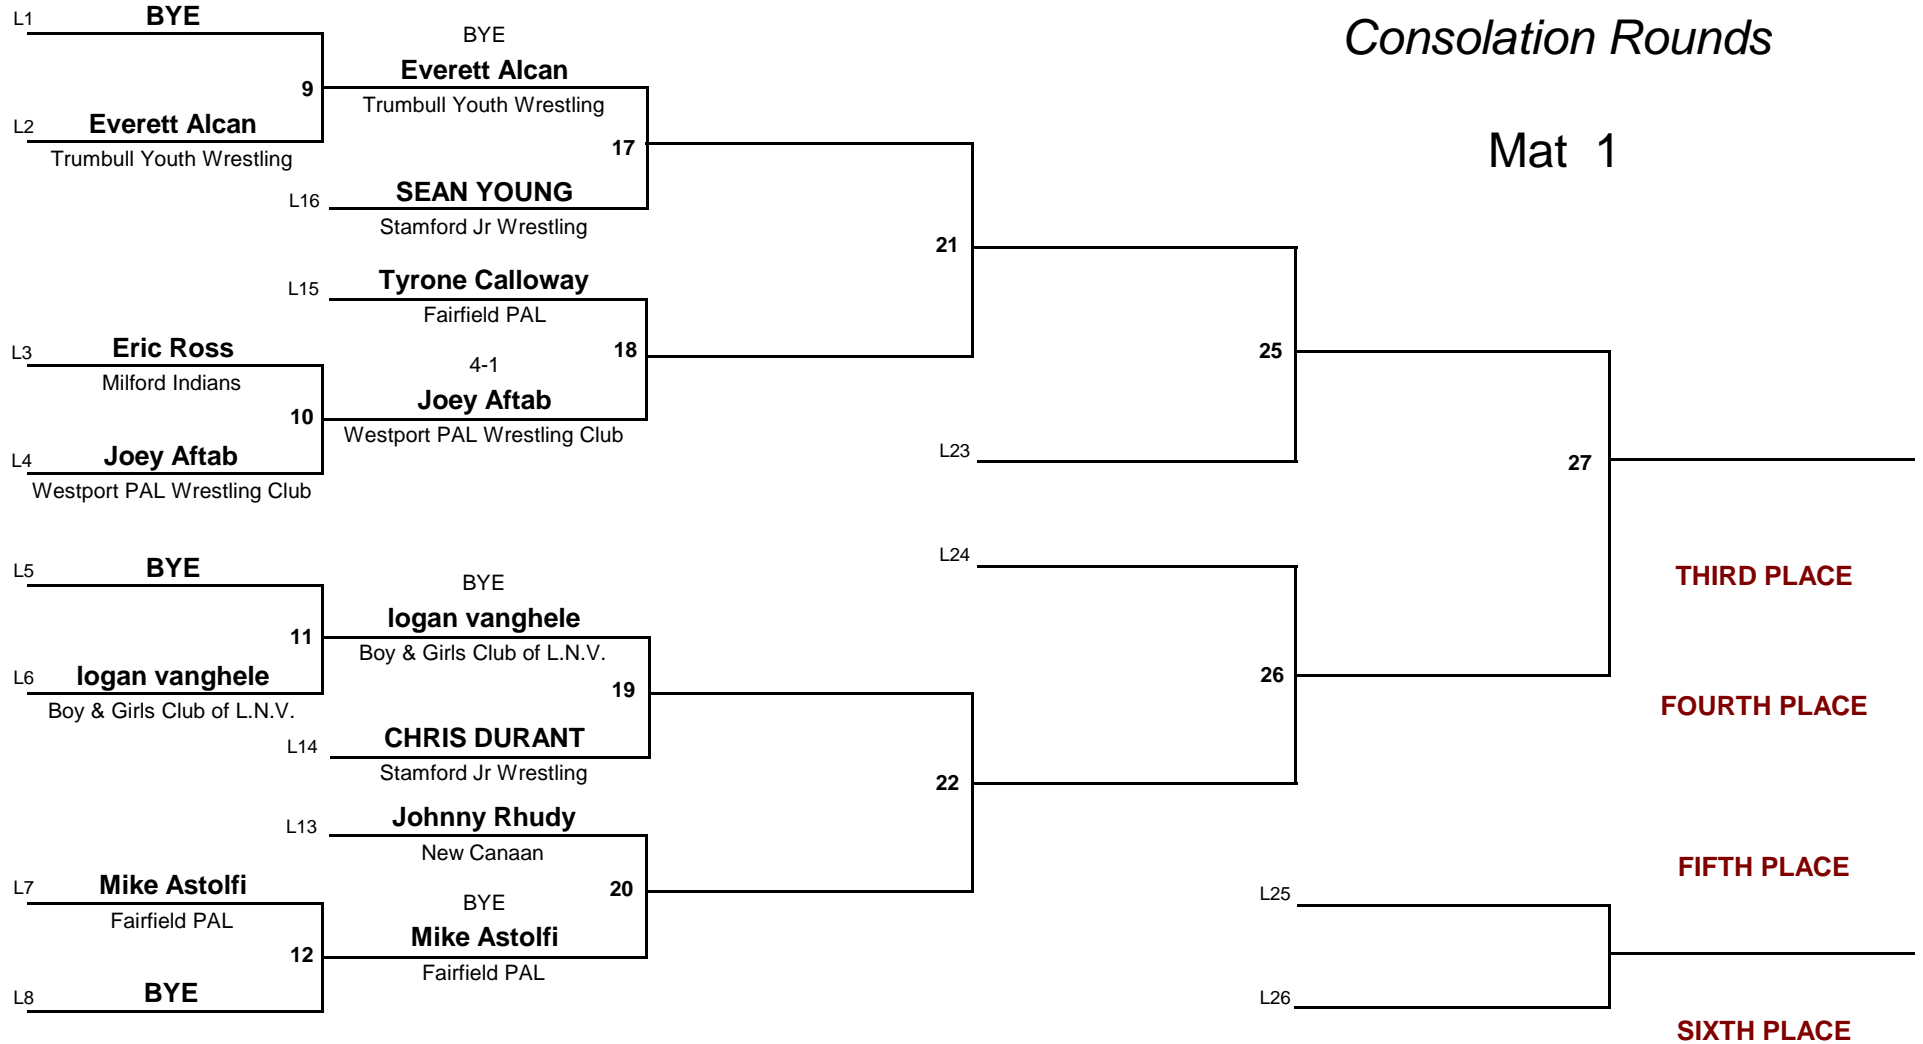 Consolation Rounds
Mat 1
L1 BYE
9
L2 Everett Alcan
Trumbull Youth Wrestling
BYE
Everett Alcan
Trumbull Youth Wrestling
17
L16 SEAN YOUNG
Stamford Jr Wrestling
L15 Tyrone Calloway
Fairfield PAL
18
L3 Eric Ross
Milford Indians
10
L4 Joey Aftab
Westport PAL Wrestling Club
4-1
Joey Aftab
Westport PAL Wrestling Club
21
25
L23
27
L5 BYE
11
L6 logan vanghele
Boy & Girls Club of L.N.V.
BYE
logan vanghele
Boy & Girls Club of L.N.V.
19
L14 CHRIS DURANT
Stamford Jr Wrestling
L13 Johnny Rhudy
New Canaan
20
L7 Mike Astolfi
Fairfield PAL
12
L8 BYE
BYE
Mike Astolfi
Fairfield PAL
22
L24
26
THIRD PLACE
FOURTH PLACE
FIFTH PLACE
L25
L26
SIXTH PLACE